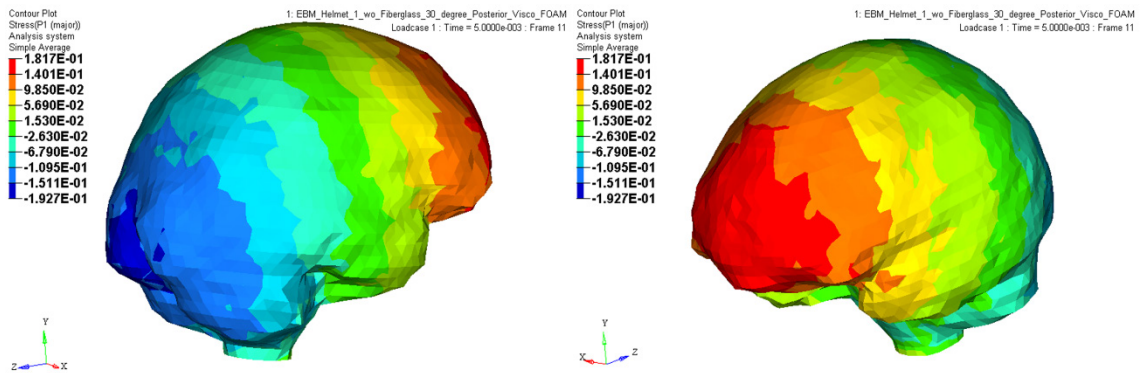 Contour Plot
Stress(P1 (major))
Analysis system
Simple Average
1.817E-01
1.401E-01
9.850E-02
5.690E-02
1.530E-02
-2.630E-02
-6.790E-02
-1.095E-01
-1.511E-01
-1.927E-01
1: EBM_Helmet_1_wo_Fiberglass_30_degree_Posterior_Visco_FOAM
Loadcase 1 : Time = 5.0000e-003 : Frame 11
Y
Z
X
Contour Plot
Stress(P1 (major))
Analysis system
Simple Average
1.817E-01
1.401E-01
9.850E-02
5.690E-02
1.530E-02
-2.630E-02
-6.790E-02
-1.095E-01
-1.511E-01
-1.927E-01
1: EBM_Helmet_1_wo_Fiberglass_30_degree_Posterior_Visco_FOAM
Loadcase 1 : Time = 5.0000e-003 : Frame 11
Y
X
Z